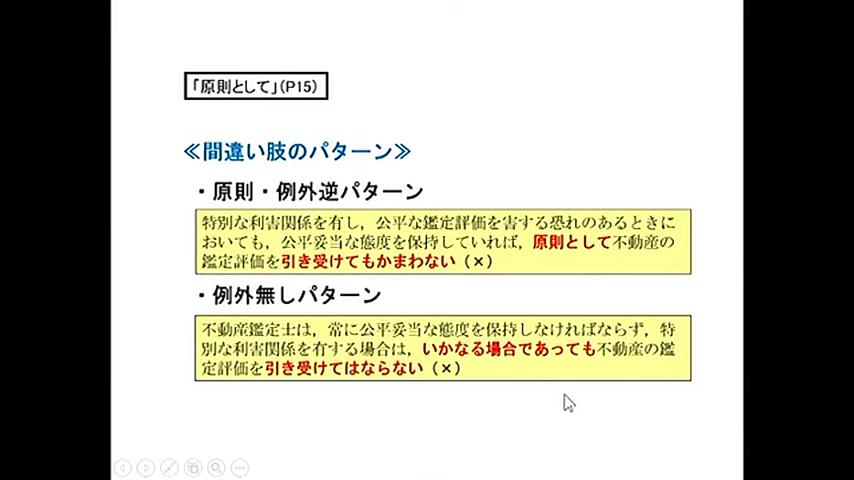 「原則として」(P15)
≪間違い肢のパターン≫
・原則・例外逆パターン
特別な利害関係を有し，公平な鑑定評価を害する恐れのあるときに
おいても，公平妥当な態度を保持していれば，原則として不動産の
鑑定評価を引き受けてもかまわない（×）
・例外無しパターン
不動産鑑定士は，常に公平妥当な態度を保持しなければならず，特
別な利害関係を有する場合は，いかなる場合であっても不動産の鑑
定評価を引き受けてはならない（×）